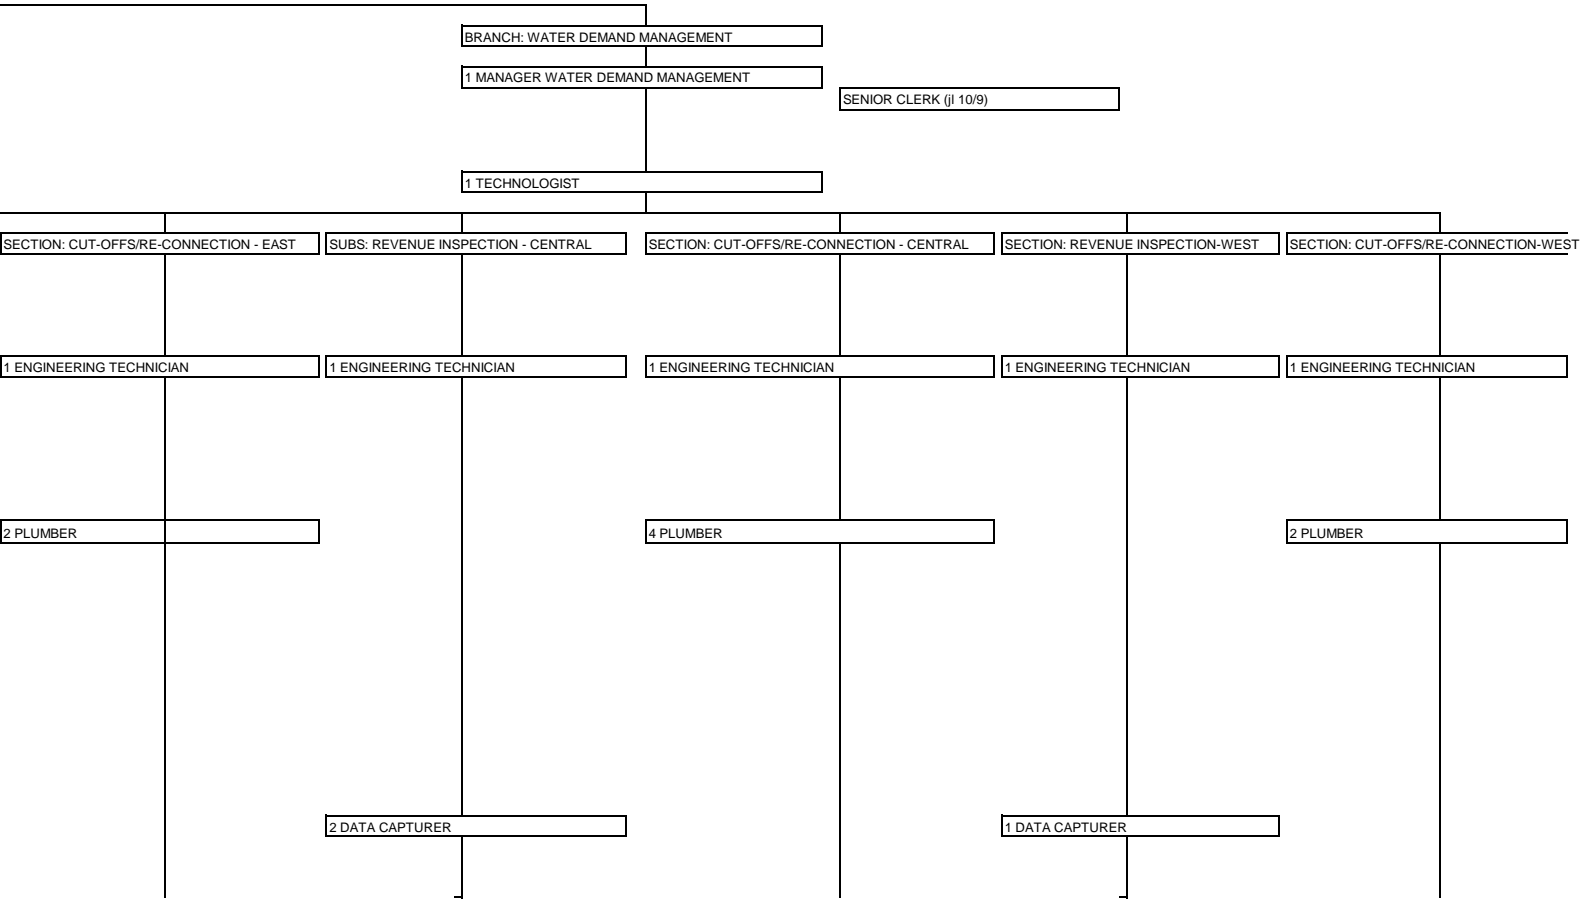 BRANCH: WATER DEMAND MANAGEMENT
1 MANAGER WATER DEMAND MANAGEMENT
SENIOR CLERK (jl 10/9)
1 TECHNOLOGIST
SECTION: CUT-OFFS/RE-CONNECTION - EAST
SUBS: REVENUE INSPECTION - CENTRAL
SECTION: CUT-OFFS/RE-CONNECTION - CENTRAL
SECTION: REVENUE INSPECTION-WEST
SECTION: CUT-OFFS/RE-CONNECTION-WEST
1 ENGINEERING TECHNICIAN
1 ENGINEERING TECHNICIAN
1 ENGINEERING TECHNICIAN
1 ENGINEERING TECHNICIAN
1 ENGINEERING TECHNICIAN
2 PLUMBER
4 PLUMBER
2 PLUMBER
2 DATA CAPTURER
1 DATA CAPTURER